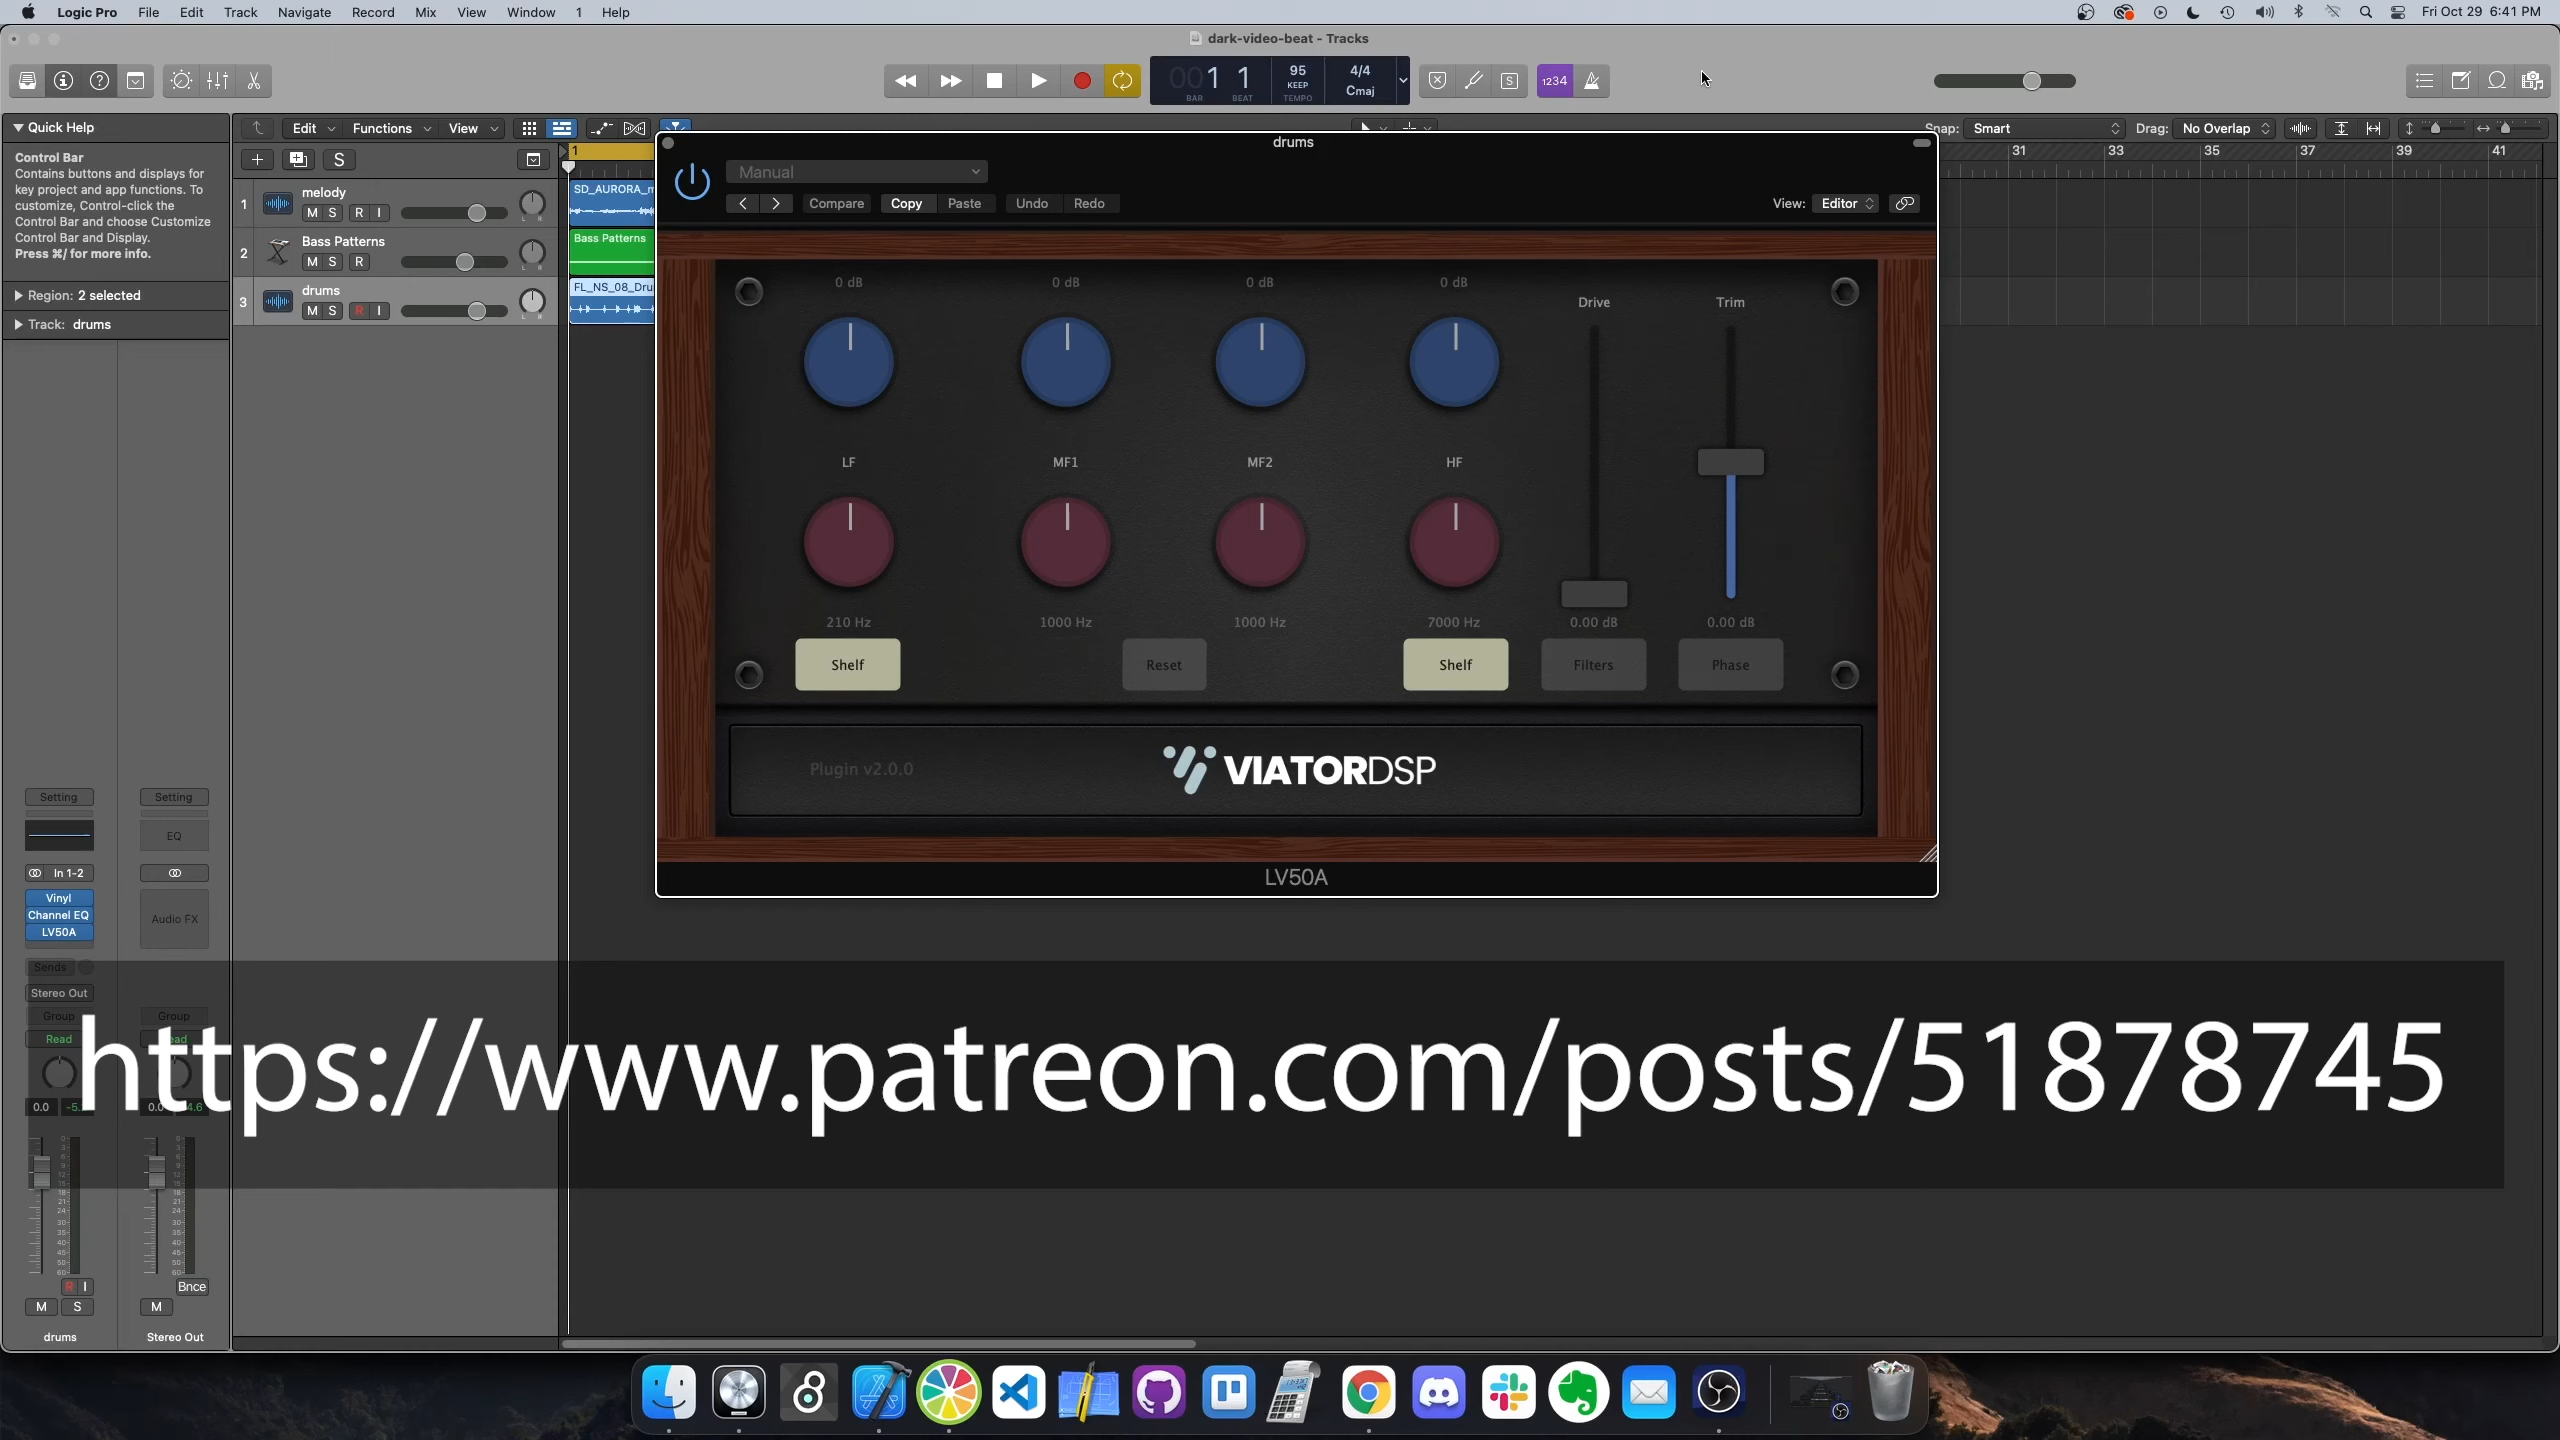 Logic Pro File Edit Track Navigate Record Mix View Window 1 Help Fri Oct 29 6:41 PM
dark-video-beat - Tracks
001 1 95 KEEP 4/4 Cmaj
BAR BEAT TEMPO
S 1234
Quick Help
Edit Functions View Snap: Smart Drag: No Overlap
Control Bar
Contains buttons and displays for
key project and app functions. To
customize, Control-click the
Control Bar and choose Customize
Control Bar and Display.
Press ⌘/ for more info.
Region: 2 selected
Track: drums
S
1 31 33 35 37 39 41
1 melody
M S R I
2 Bass Patterns
M S R
3 drums
M S R I
Bass Patterns
FL_NS_08_Dru
drums
Manual
Compare Copy Paste Undo Redo
View: Editor
0 dB 0 dB 0 dB 0 dB
Drive Trim
LF MF1 MF2 HF
210 Hz 1000 Hz 1000 Hz 7000 Hz 0.00 dB 0.00 dB
Shelf Reset Shelf Filters Phase
Plugin v2.0.0
VIATORDSP
LV50A
Setting Setting
EQ
In 1-2
Vinyl
Channel EQ
LV50A
Audio FX
Sends
Stereo Out
Group Group
Read
0.0
https://www.patreon.com/posts/51878745
R I Bnce
M S M
drums Stereo Out